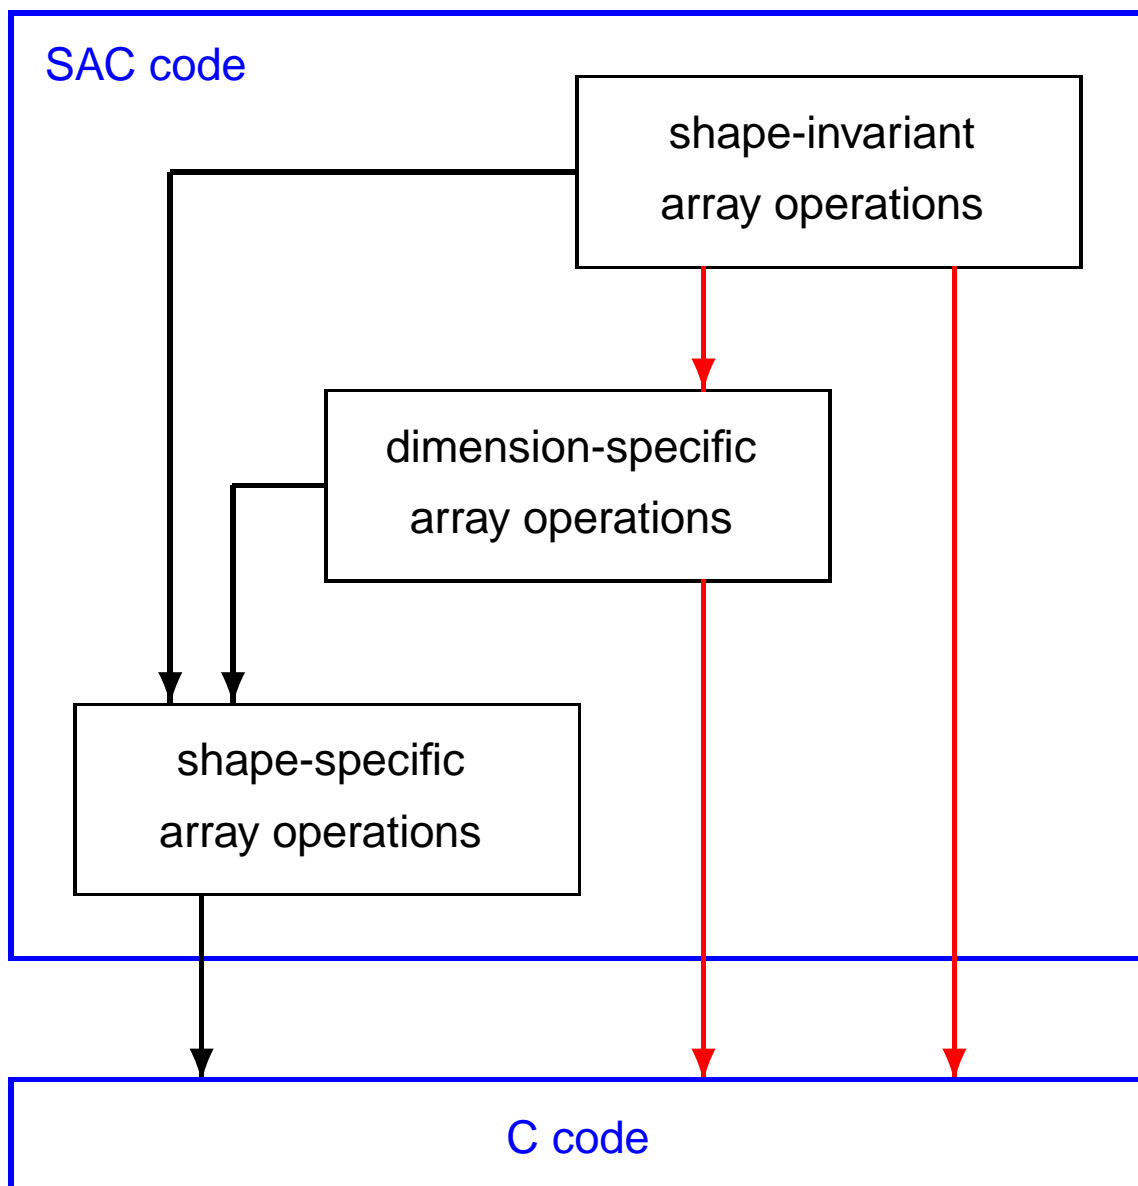 SAC code
shape-invariant
array operations
dimension-specific
array operations
shape-specific
array operations
C code